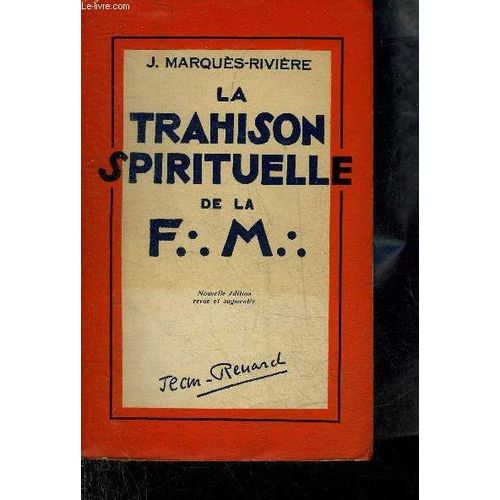 Le-livre.com
J. MARQUÈS-RIVIÈRE
LA
TRAHISON
SPIRITUELLE
DE LA
F∴ M∴
Nouvelle édition
revue et augmentée
Jean-Renard